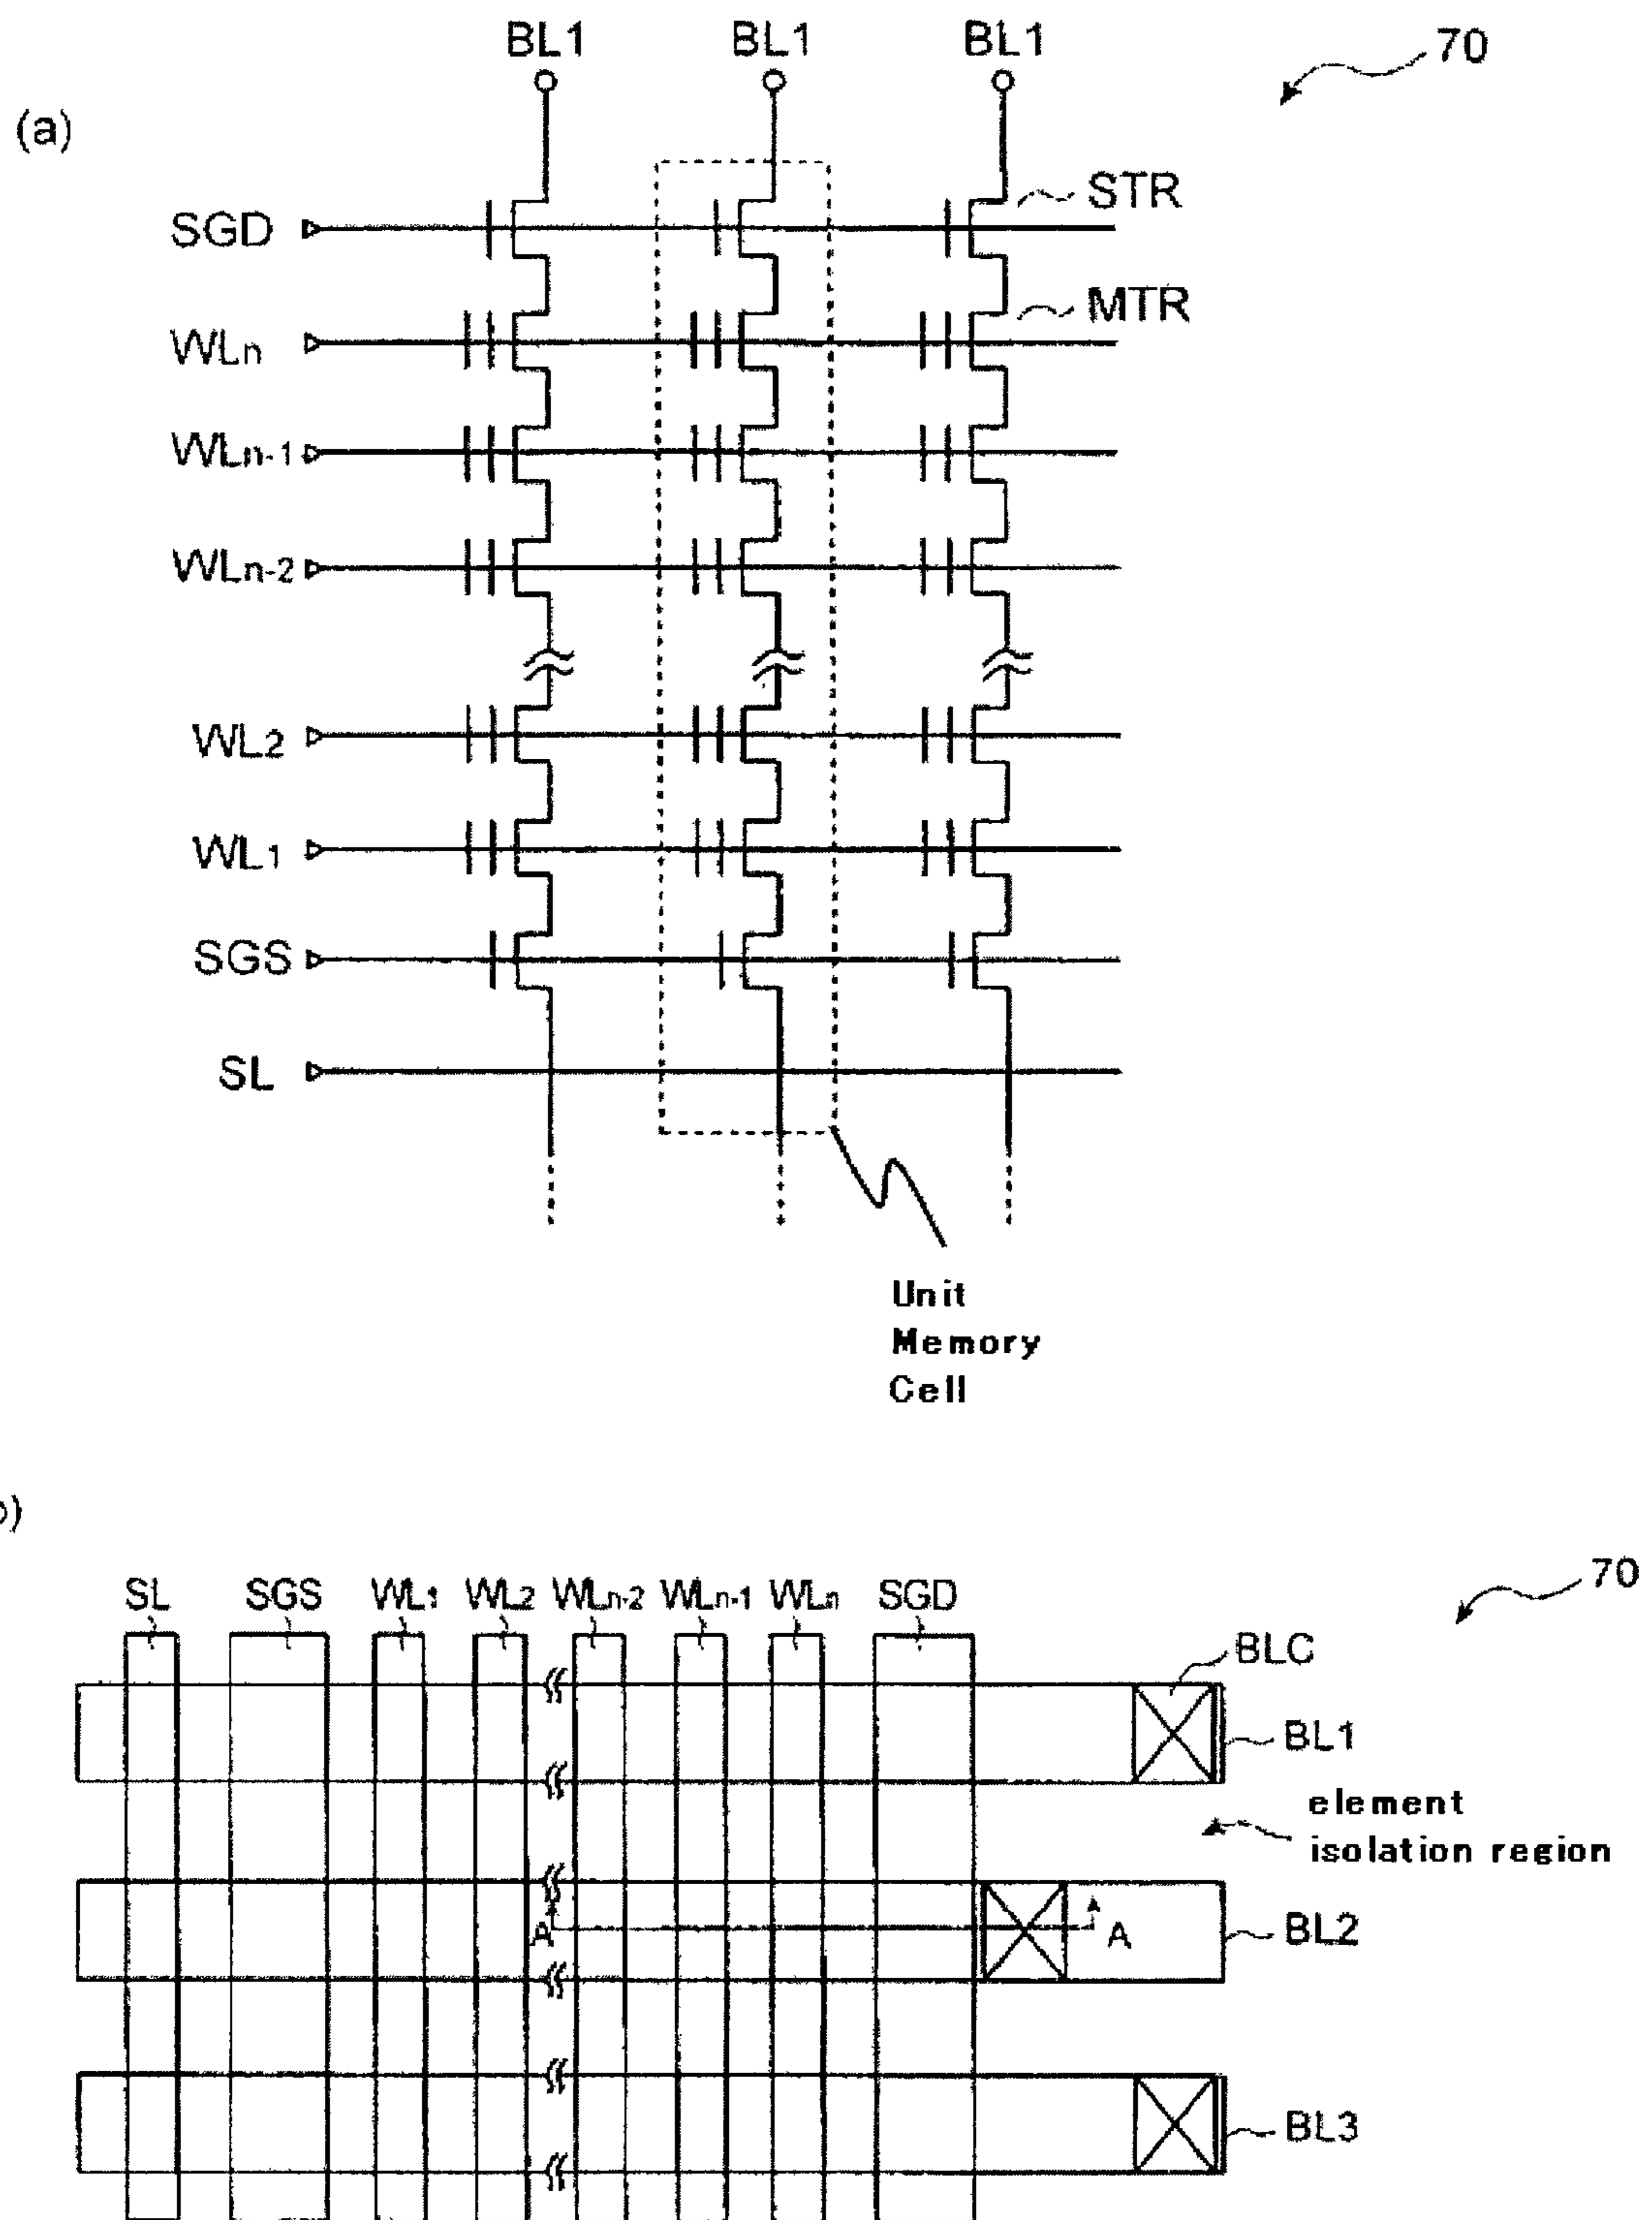 BL1 BL1 BL1
70
(a)
STR
SGD
MTR
WLn
WLn-1
WLn-2
WL2
WL1
SGS
SL
Unit
Memory
Cell
)
70
SL SGS WL1 WL2 WLn-2 WLn-1 WLn SGD
BLC
BL1
element
isolation region
A A
BL2
BL3